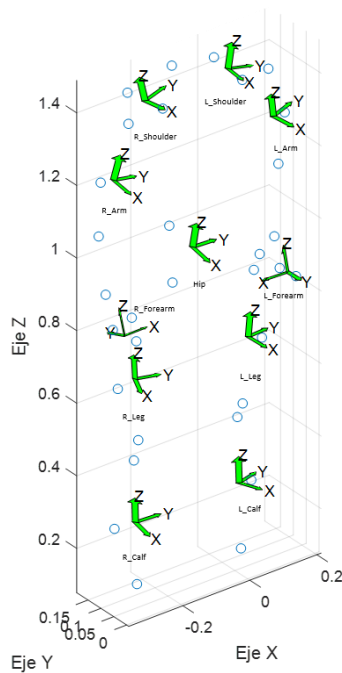 Z
Z
Y
Y
X
X
L_Shoulder
1.4
Z
R_Shoulder
Y
X
L_Arm
Z
1.2
Y
X
R_Arm
Z
Y
1
X
Z
Hip
X
Y
L_Forearm
Z
R_Forearm
Z
0.8
Y
X
Y
X
Z
L_Leg
Y
0.6
X
R_Leg
Z
0.4
Y
X
Z
L_Calf
Y
0.2
X
R_Calf
0.15
0.2
0.1
0.05
0
0
-0.2
Eje X
Eje Y
Eje Z